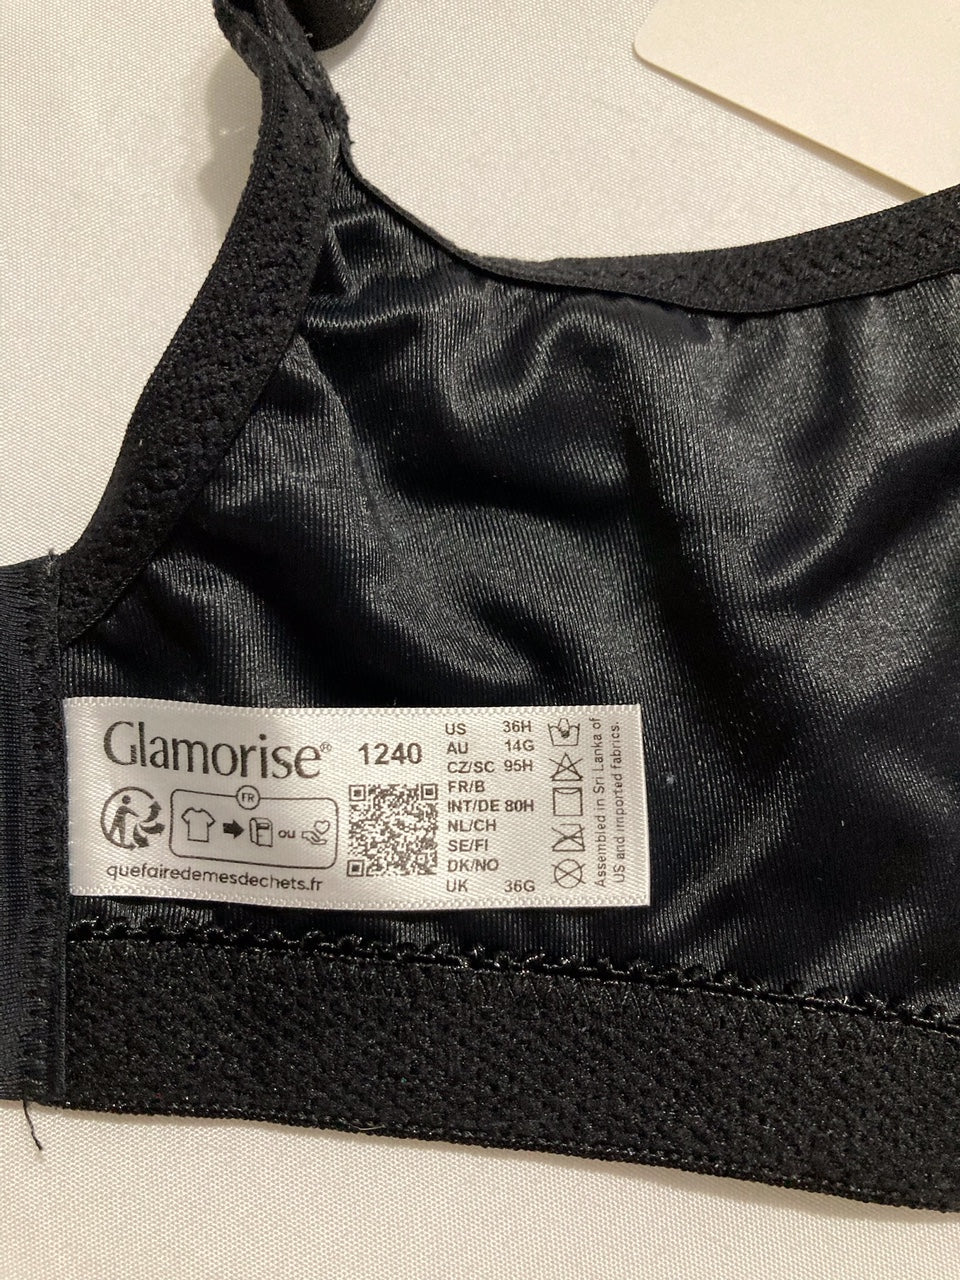 Glamorise® 1240
FR
ou
quefairedemesdechets.fr
US 36H
AU 14G
CZ/SC 95H
FR/B
INT/DE 80H
NL/CH
SE/FI
DK/NO
UK 36G
Assembled in Sri Lanka of
US and imported fabrics.